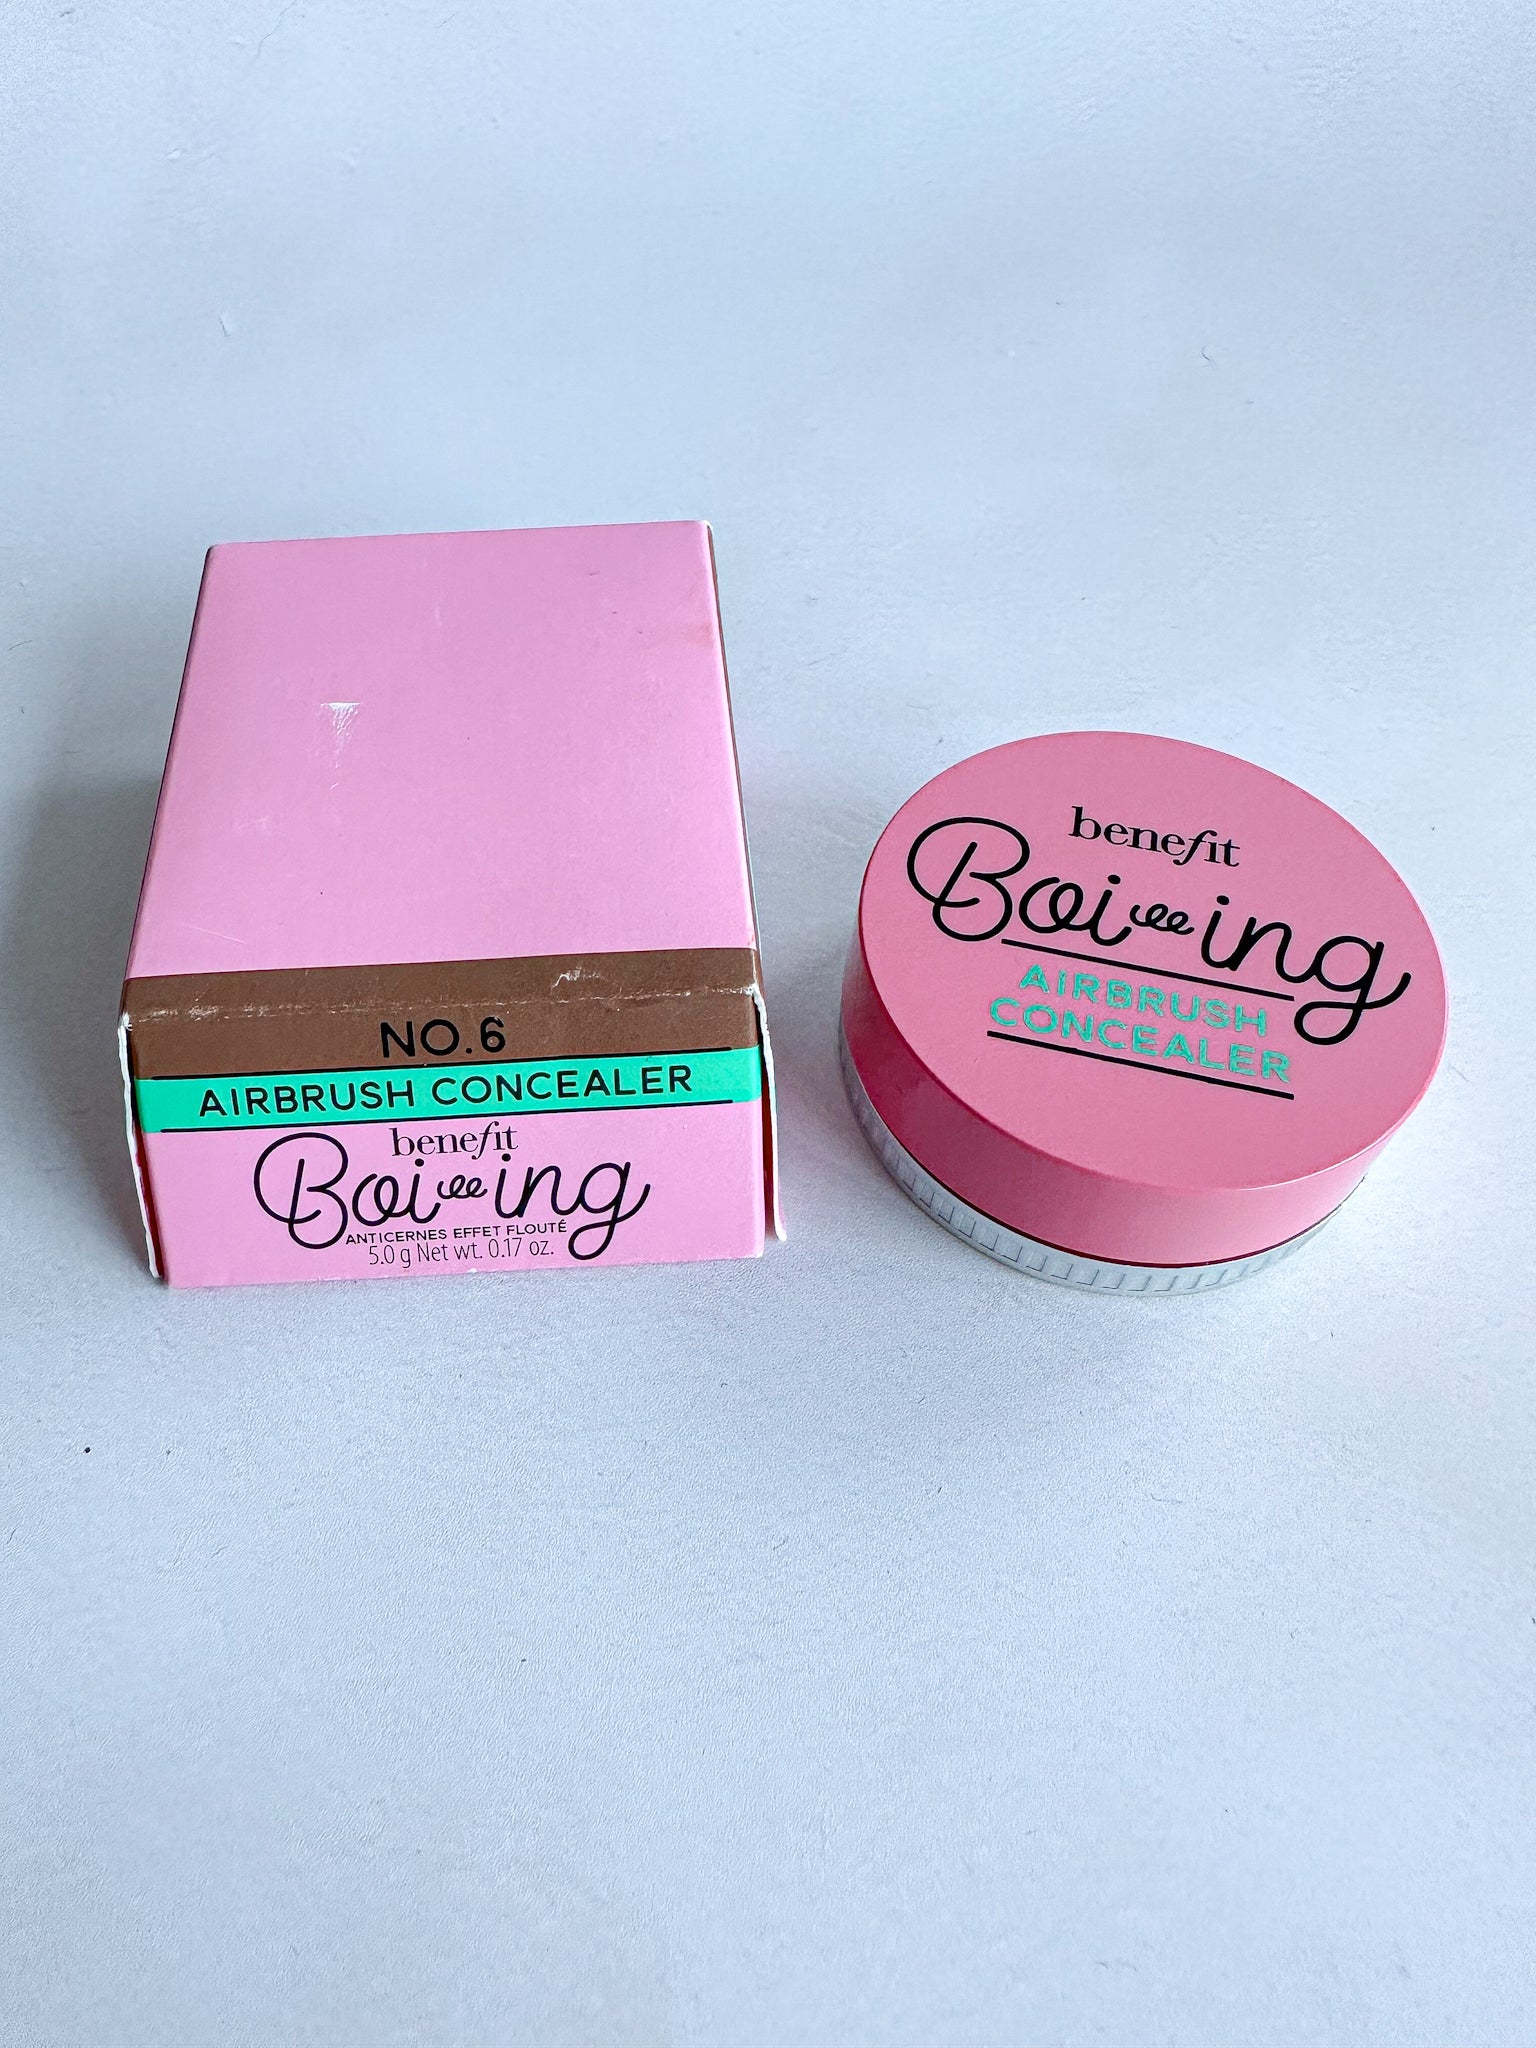 NO.6
AIRBRUSH CONCEALER
benefit
Boi-ing
ANTICERNES EFFET FLOUTÉ
5.0 g Net wt. 0.17 oz.
benefit
Boi-ing
AIRBRUSH
CONCEALER